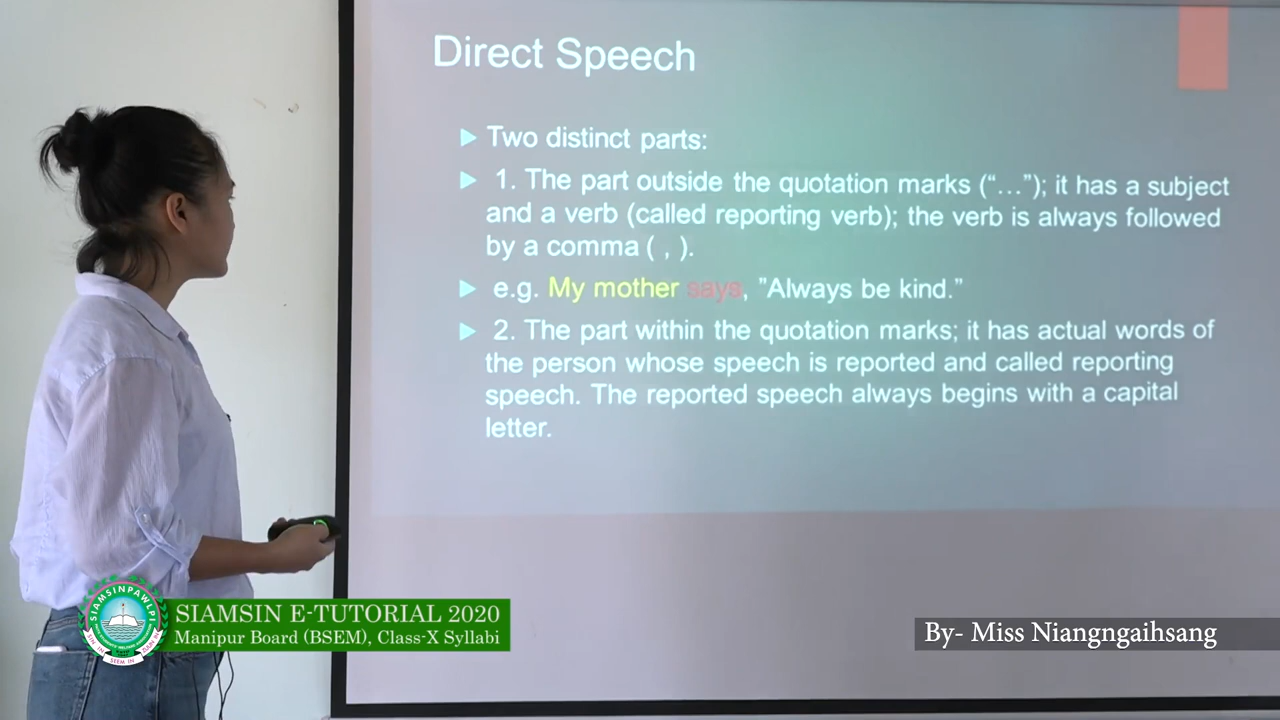 Direct Speech
Two distinct parts:
1. The part outside the quotation marks (“…”); it has a subject
and a verb (called reporting verb); the verb is always followed
by a comma ( , ).
e.g. My mother says, ”Always be kind.”
2. The part within the quotation marks; it has actual words of
the person whose speech is reported and called reporting
speech. The reported speech always begins with a capital
letter.
SIAMSINPAWLPI
SIAMSIN E-TUTORIAL 2020
Manipur Board (BSEM), Class-X Syllabi
By- Miss Niangngaihsang